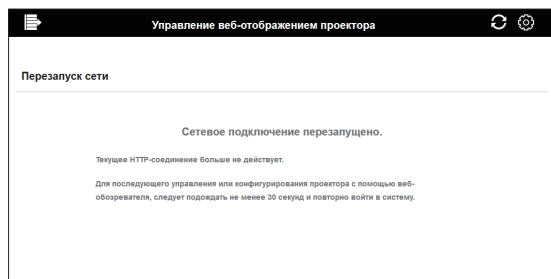 Управление веб-отображением проектора
Перезапуск сети
Сетевое подключение перезапущено.
Текущее HTTP-соединение больше не действует.
Для последующего управления или конфигурирования проектора с помощью веб-
обозревателя, следует подождать не менее 30 секунд и повторно войти в систему.